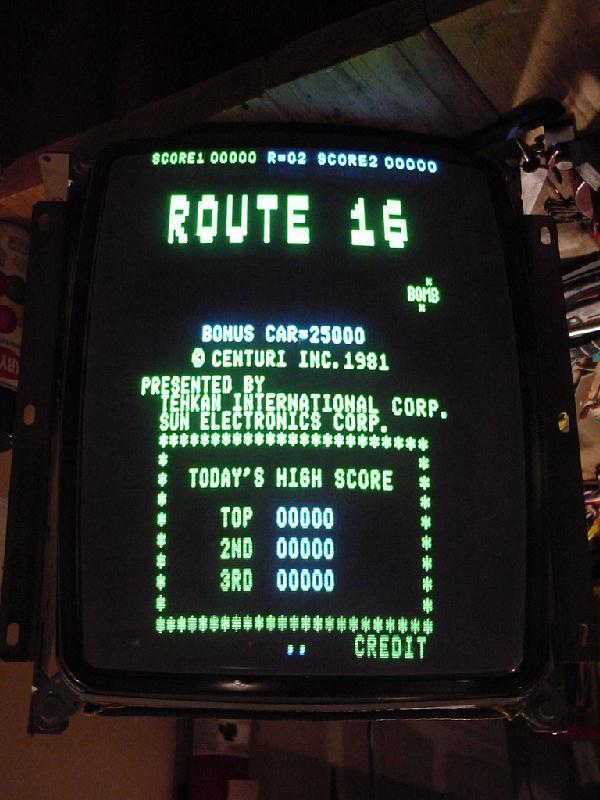 SCORE1 00000 R=02 SCORE2 00000
ROUTE 16
BOMB
BONUS CAR=25000
© CENTURI INC. 1981
PRESENTED BY
TEHKAN INTERNATIONAL CORP.
SUN ELECTRONICS CORP.
TODAY'S HIGH SCORE
TOP 00000
2ND 00000
3RD 00000
CREDIT